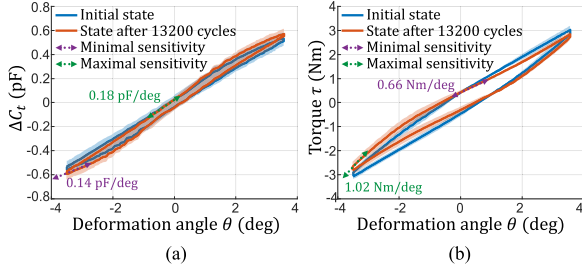 0.8
0.6
0.4
0.2
0
-0.2
-0.4
-0.6
-0.8
ΔCt (pF)
Initial state
State after 13200 cycles
Minimal sensitivity
Maximal sensitivity
0.18 pF/deg
0.14 pF/deg
-4 -2 0 2 4
Deformation angle θ (deg)
(a)
4
3
2
1
0
-1
-2
-3
-4
Torque τ (Nm)
Initial state
State after 13200 cycles
Minimal sensitivity
Maximal sensitivity
0.66 Nm/deg
1.02 Nm/deg
-4 -2 0 2 4
Deformation angle θ (deg)
(b)